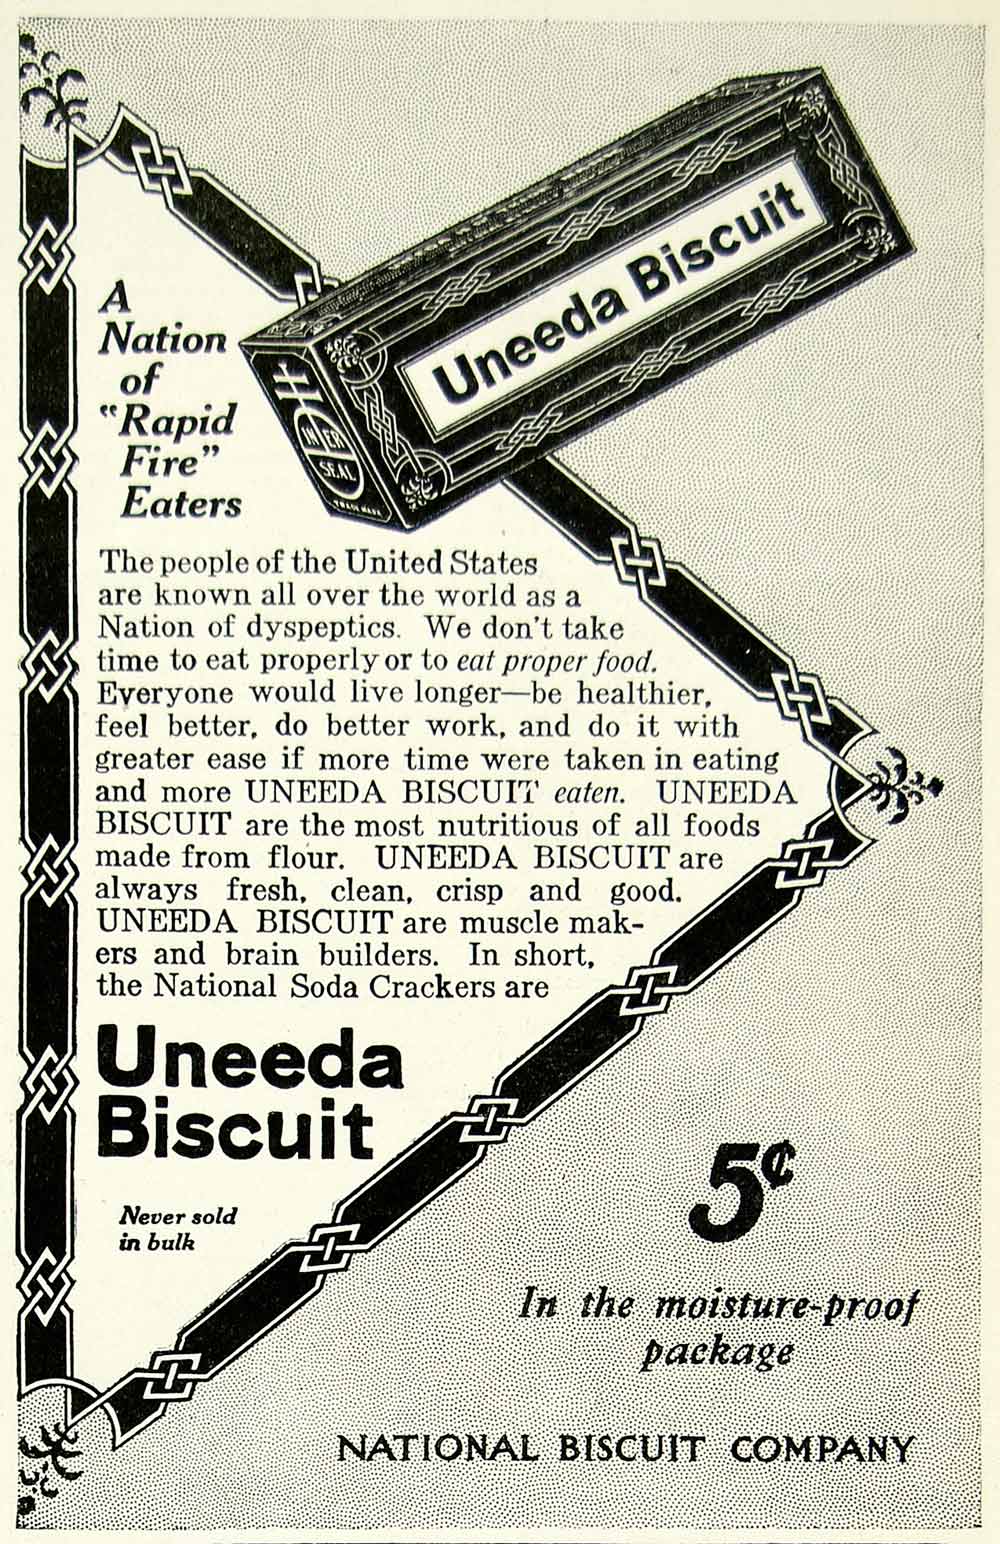 Uneeda Biscuit
IN ER
SEAL
TRADE MARK
A
Nation
of
"Rapid
Fire"
Eaters
The people of the United States
are known all over the world as a
Nation of dyspeptics. We don't take
time to eat properly or to eat proper food.
Everyone would live longer—be healthier,
feel better, do better work, and do it with
greater ease if more time were taken in eating
and more UNEEDA BISCUIT eaten. UNEEDA
BISCUIT are the most nutritious of all foods
made from flour. UNEEDA BISCUIT are
always fresh, clean, crisp and good.
UNEEDA BISCUIT are muscle mak-
ers and brain builders. In short,
the National Soda Crackers are
Uneeda
Biscuit
Never sold
in bulk
5¢
In the moisture-proof
package
NATIONAL BISCUIT COMPANY